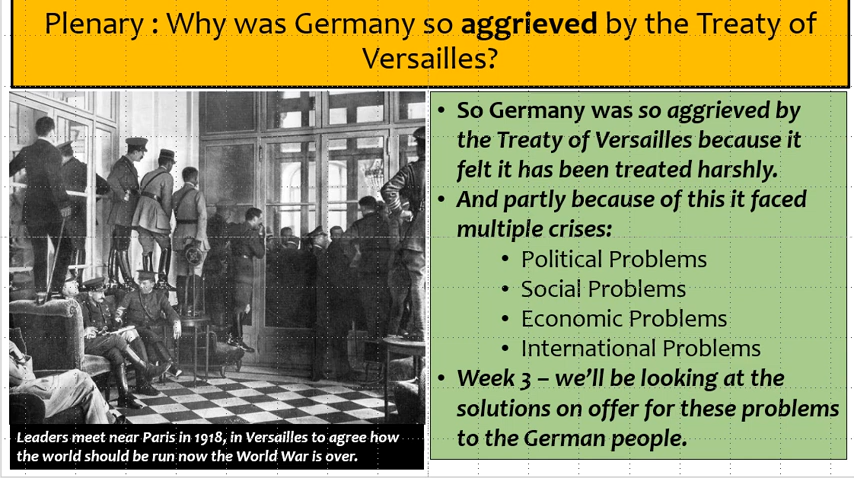 Plenary : Why was Germany so aggrieved by the Treaty of
Versailles?
• So Germany was so aggrieved by
the Treaty of Versailles because it
felt it has been treated harshly.
• And partly because of this it faced
multiple crises:
• Political Problems
• Social Problems
• Economic Problems
• International Problems
• Week 3 – we’ll be looking at the
solutions on offer for these problems
to the German people.
Leaders meet near Paris in 1918, in Versailles to agree how
the world should be run now the World War is over.